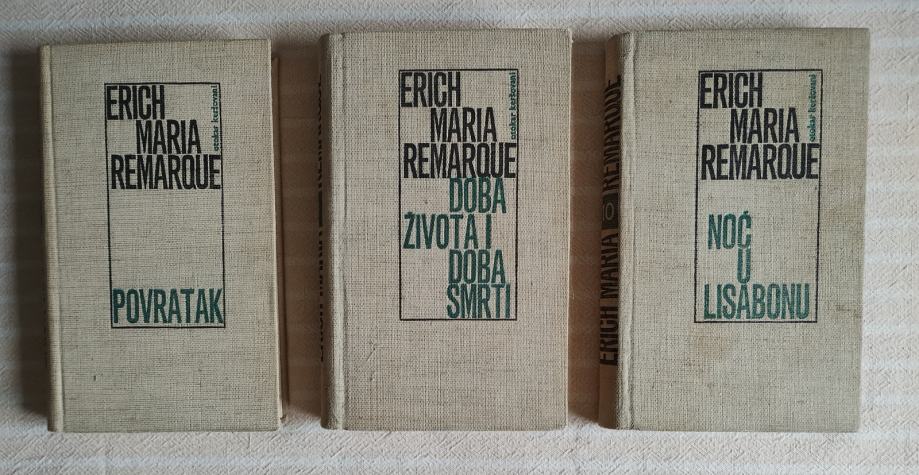 ERICH
MARIA
REMARQUE
otokar keršovani
POVRATAK
ERICH
MARIA
REMARQUE
otokar keršovani
DOBA
ŽIVOTA I
DOBA
SMRTI
ERICH MARIA 10 REMARQUE
ERICH
MARIA
REMARQUE
otokar keršovani
NOĆ
U
LISABONU